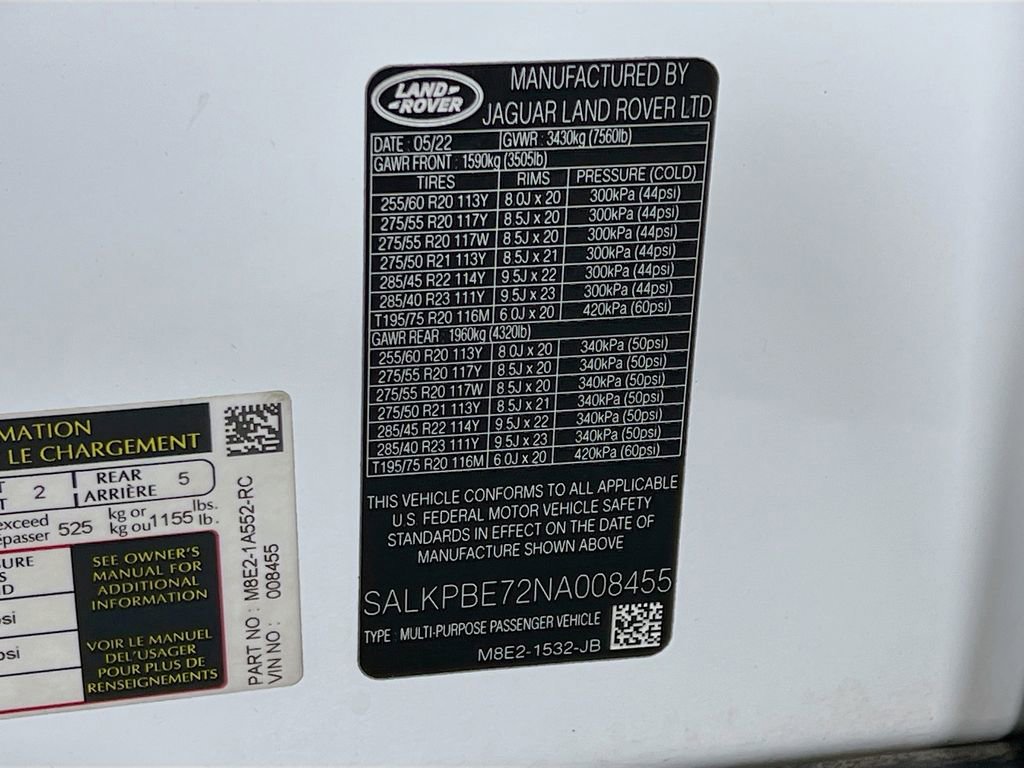 LAND-
-ROVER
MANUFACTURED BY
JAGUAR LAND ROVER LTD
DATE : 05/22 GVWR : 3430kg (7560lb)
GAWR FRONT : 1590kg (3505lb)
TIRES RIMS PRESSURE (COLD)
255/60 R20 113Y 8.0J x 20 300kPa (44psi)
275/55 R20 117Y 8.5J x 20 300kPa (44psi)
275/55 R20 117W 8.5J x 20 300kPa (44psi)
275/50 R21 113Y 8.5J x 21 300kPa (44psi)
285/45 R22 114Y 9.5J x 22 300kPa (44psi)
285/40 R23 111Y 9.5J x 23 300kPa (44psi)
T195/75 R20 116M 6.0J x 20 420kPa (60psi)
GAWR REAR : 1960kg (4320lb)
255/60 R20 113Y 8.0J x 20 340kPa (50psi)
275/55 R20 117Y 8.5J x 20 340kPa (50psi)
275/55 R20 117W 8.5J x 20 340kPa (50psi)
275/50 R21 113Y 8.5J x 21 340kPa (50psi)
285/45 R22 114Y 9.5J x 22 340kPa (50psi)
285/40 R23 111Y 9.5J x 23 340kPa (50psi)
T195/75 R20 116M 6.0J x 20 420kPa (60psi)
THIS VEHICLE CONFORMS TO ALL APPLICABLE
U.S. FEDERAL MOTOR VEHICLE SAFETY
STANDARDS IN EFFECT ON THE DATE OF
MANUFACTURE SHOWN ABOVE
SALKPBE72NA008455
TYPE : MULTI-PURPOSE PASSENGER VEHICLE
M8E2-1532-JB
MATION
LE CHARGEMENT
T 2 REAR 5
T ARRIÈRE
exceed 525 kg or 1155 lbs.
épasser kg ou lb.
SURE
S
D
SEE OWNER'S
MANUAL FOR
ADDITIONAL
INFORMATION
psi
psi
VOIR LE MANUEL
DEL'USAGER
POUR PLUS DE
RENSEIGNEMENTS
PART NO : M8E2-1A552-RC
VIN NO : 008455